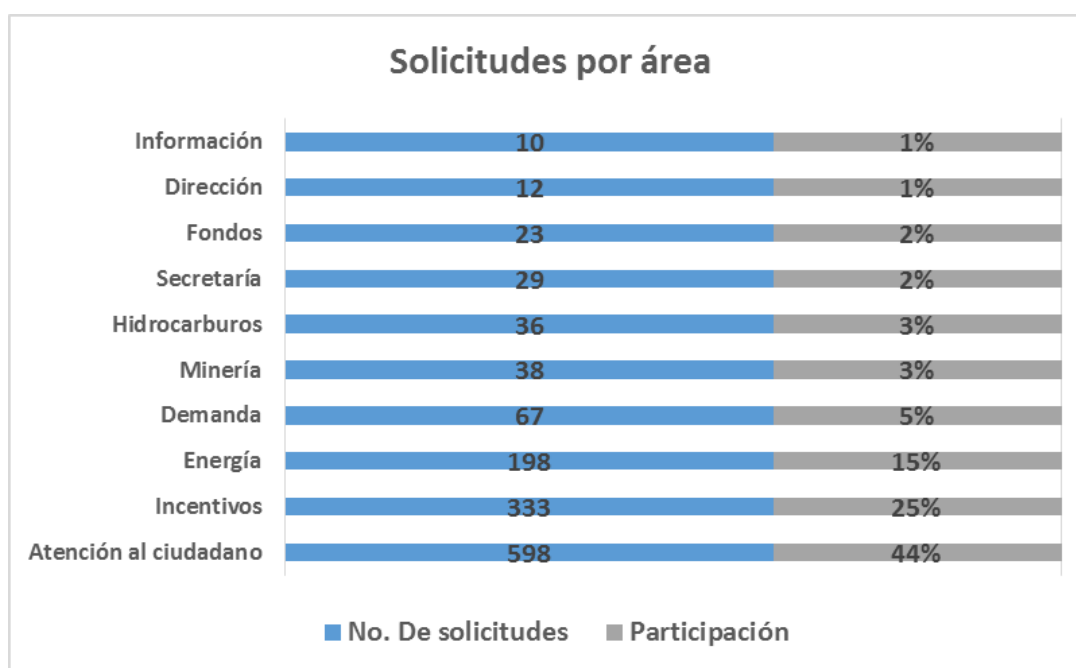 Solicitudes por área
Información 10 1%
Dirección 12 1%
Fondos 23 2%
Secretaría 29 2%
Hidrocarburos 36 3%
Minería 38 3%
Demanda 67 5%
Energía 198 15%
Incentivos 333 25%
Atención al ciudadano 598 44%
No. De solicitudes Participación